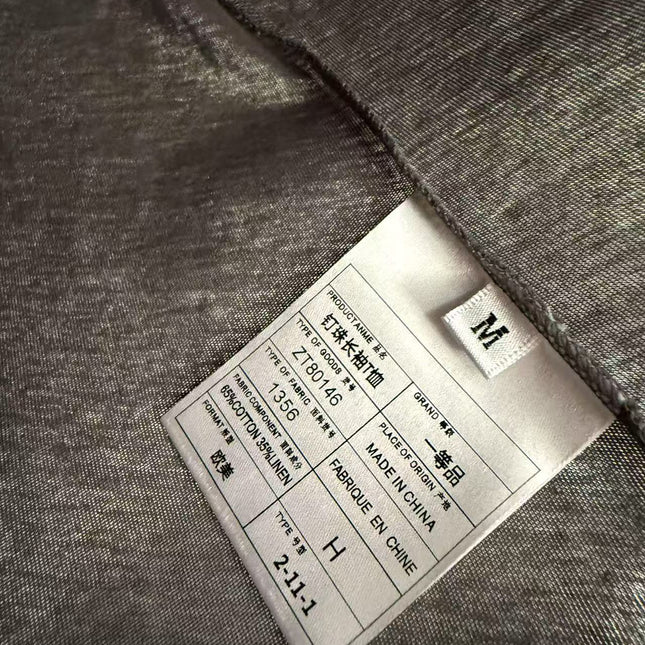 M
PRODUCTANME 品名
钉珠长袖T恤
GRAND 等级
一等品
TYPE OF GOODS 货号
ZT80146
PLACE OF ORIGIN 产地
MADE IN CHINA
TYPE OF FABRIC 面料货号
1356
FABRIQUE EN CHINE
FABRIC COMPONENT 面料成分
65%COTTON 35%LINEN
H
FORMAT 版型
欧美
TYPE 号型
2-11-1